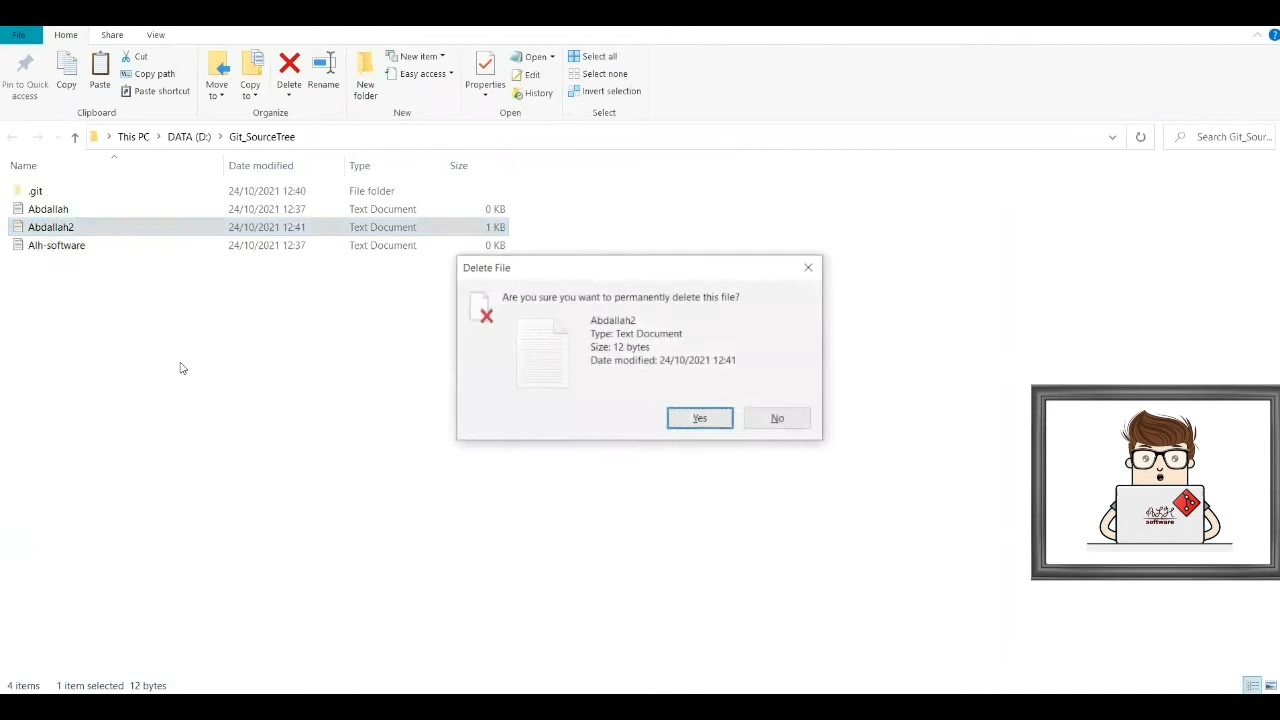 File Home Share View
Pin to Quick access
Copy
Paste
Cut
Copy path
Paste shortcut
Clipboard
Move to
Copy to
Delete
Rename
Organize
New folder
New item
Easy access
New
Properties
Open
Edit
History
Open
Select all
Select none
Invert selection
Select
This PC DATA (D:) Git_SourceTree
Search Git_Sour...
Name Date modified Type Size
.git 24/10/2021 12:40 File folder
Abdallah 24/10/2021 12:37 Text Document 0 KB
Abdallah2 24/10/2021 12:41 Text Document 1 KB
Alh-software 24/10/2021 12:37 Text Document 0 KB
Delete File
Are you sure you want to permanently delete this file?
Abdallah2
Type: Text Document
Size: 12 bytes
Date modified: 24/10/2021 12:41
Yes No
ALH
software
4 items 1 item selected 12 bytes